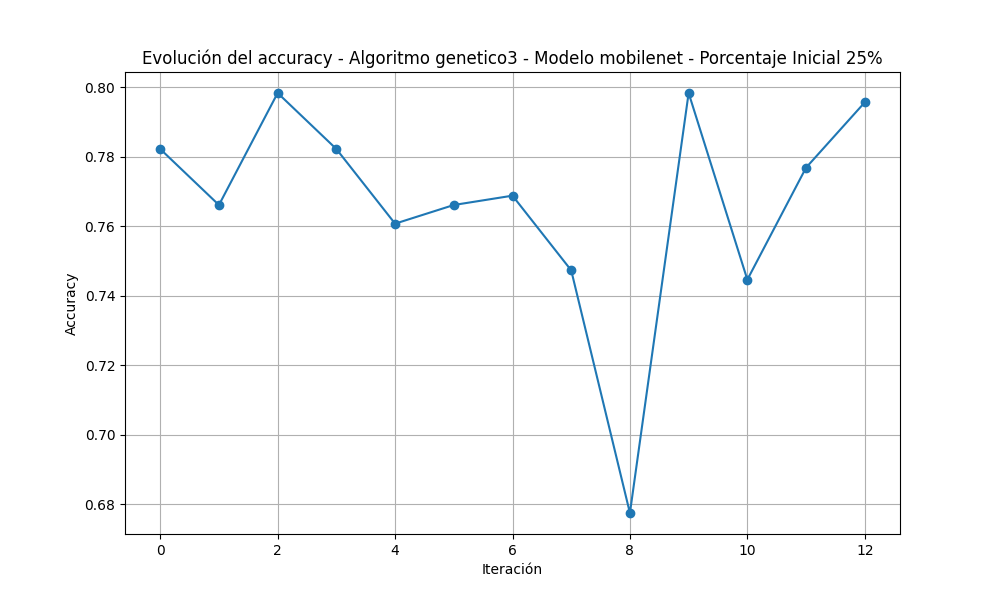 Evolución del accuracy - Algoritmo genetico3 - Modelo mobilenet - Porcentaje Inicial 25%
Accuracy
0.80
0.78
0.76
0.74
0.72
0.70
0.68
0 2 4 6 8 10 12
Iteración